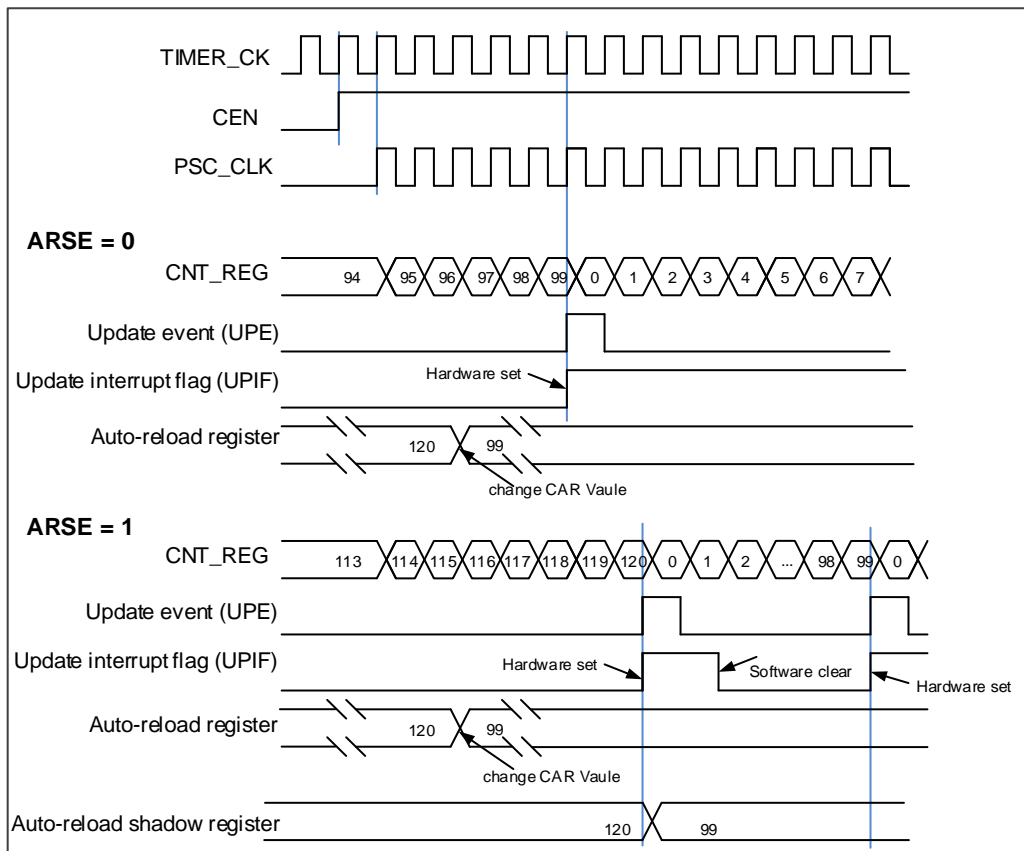 TIMER_CK
CEN
PSC_CLK
ARSE = 0
CNT_REG 94 95 96 97 98 99 0 1 2 3 4 5 6 7
Update event (UPE)
Update interrupt flag (UPIF) Hardware set
Auto-reload register 120 99
change CAR Vaule
ARSE = 1
CNT_REG 113 114 115 116 117 118 119 120 0 1 2 ... 98 99 0
Update event (UPE)
Update interrupt flag (UPIF) Hardware set Software clear Hardware set
Auto-reload register 120 99
change CAR Vaule
Auto-reload shadow register 120 99